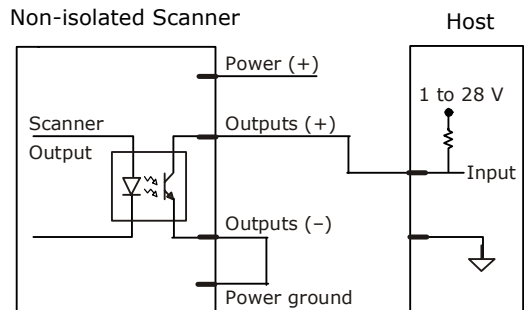 Non-isolated Scanner
Host
Power (+)
1 to 28 V
Scanner
Output
Outputs (+)
Input
Outputs (–)
Power ground